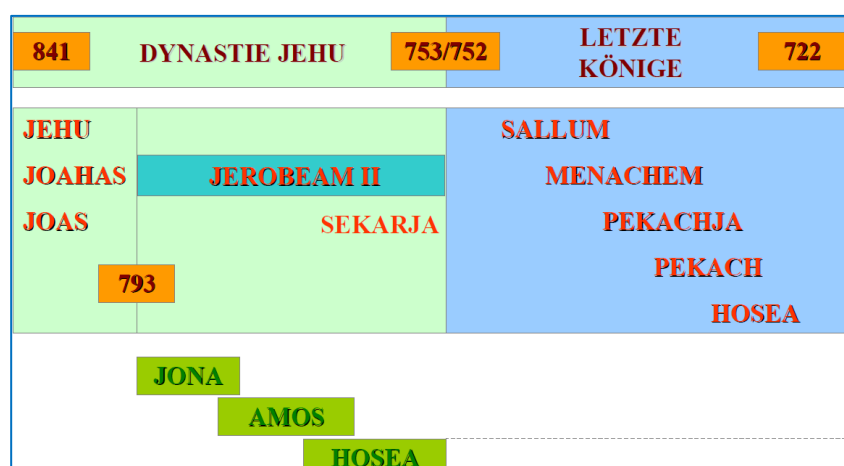 841 DYNASTIE JEHU 753/752 LETZTE KÖNIGE 722
JEHU SALLUM
JOAHAS JEROBEAM II MENACHEM
JOAS SEKARJA PEKACHJA
793 PEKACH
HOSEA
JONA
AMOS
HOSEA